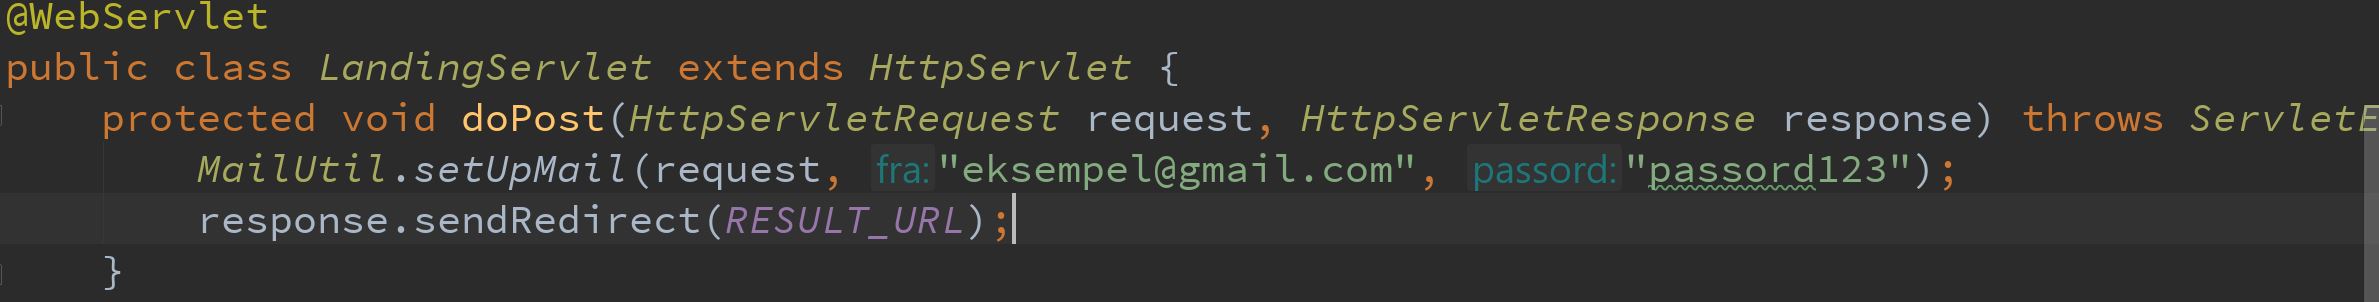 @WebServlet
public class LandingServlet extends HttpServlet {
protected void doPost(HttpServletRequest request, HttpServletResponse response) throws ServletE
MailUtil.setUpMail(request, fra: "eksempel@gmail.com", passord: "passord123");
response.sendRedirect(RESULT_URL);
}